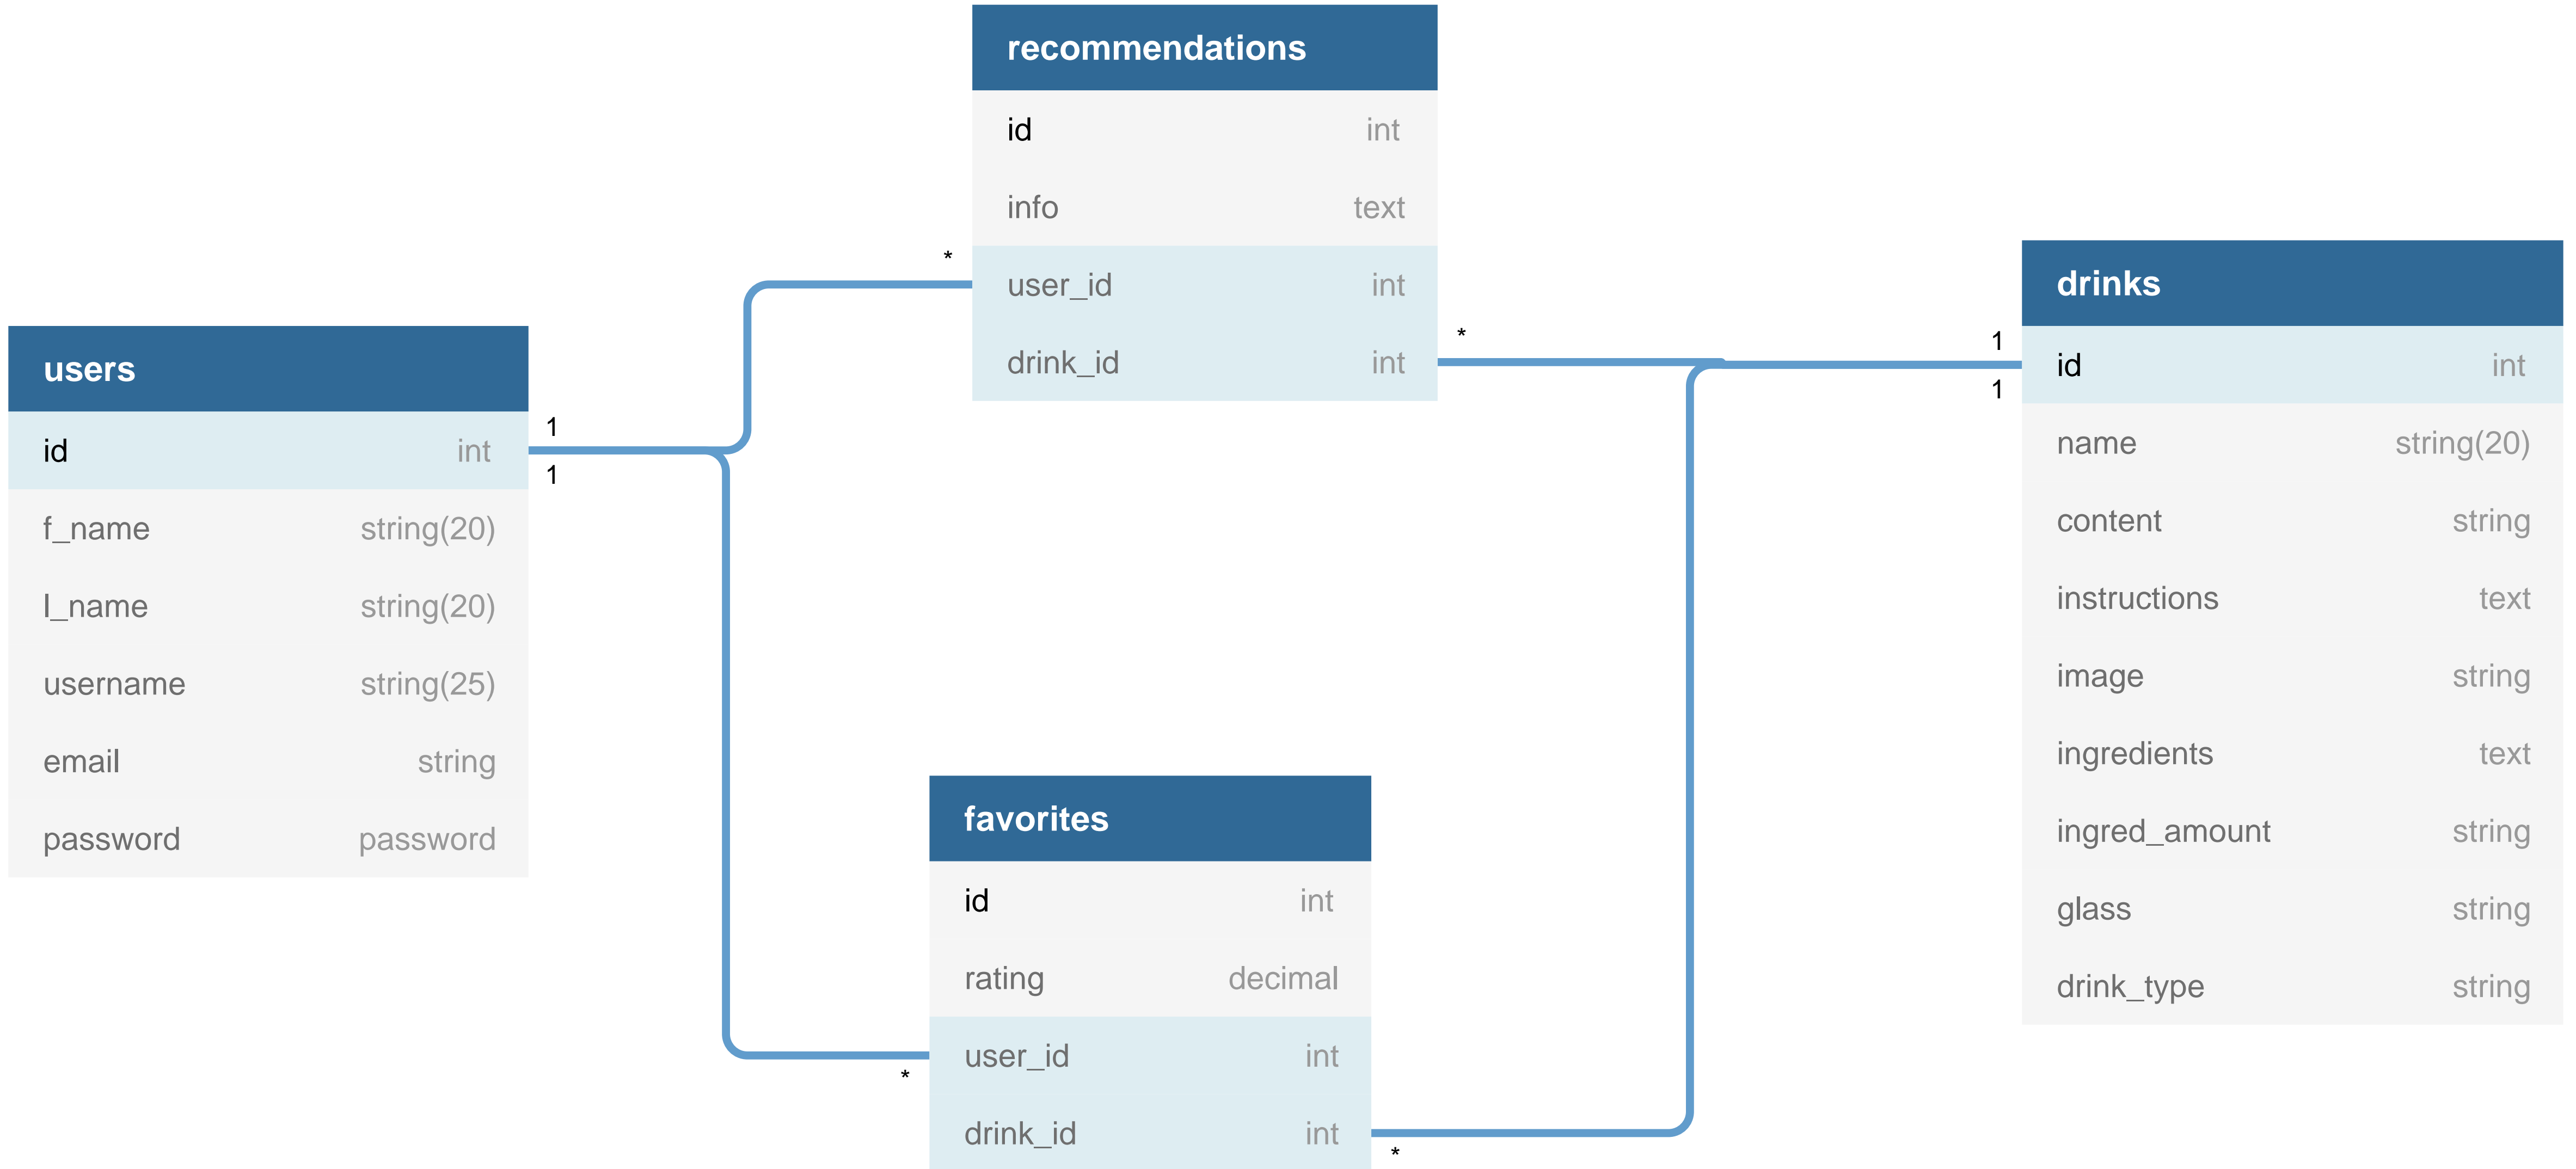 recommendations
id int
info text
* user_id int
drink_id int *
users
1
id int
1
f_name string(20)
l_name string(20)
username string(25)
email string
password password
favorites
id int
rating decimal
user_id int
*
drink_id int
*
drinks
1
id int
1
name string(20)
content string
instructions text
image string
ingredients text
ingred_amount string
glass string
drink_type string